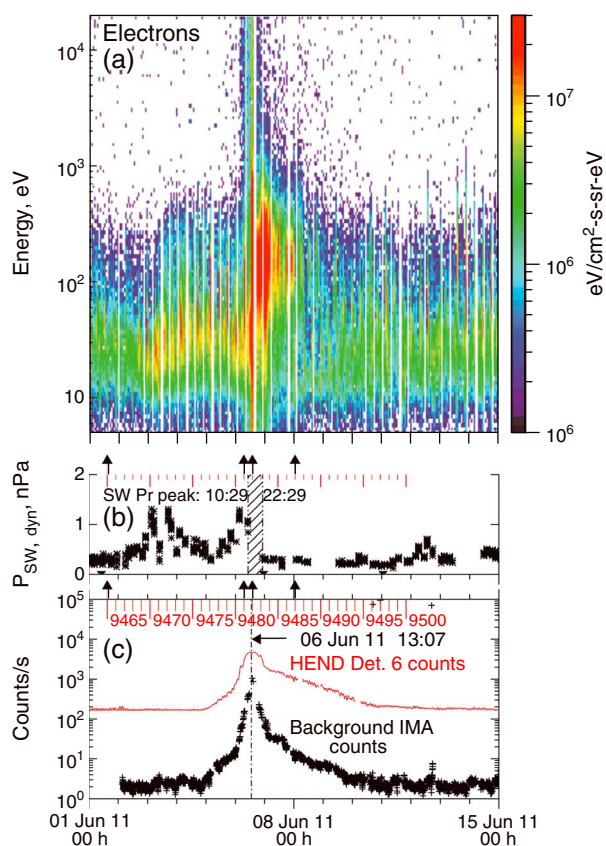 Electrons
(a)
10^4
10^3
10^2
10
Energy, eV
10^7
10^6
10^6
eV/cm²-s-sr-eV
2
1
0
P_SW, dyn, nPa
SW Pr peak: 10:29 22:29
(b)
10^5
10^4
10^3
10^2
10^1
10^0
Counts/s
9465 9470 9475 9480 9485 9490 9495 9500
06 Jun 11 13:07
(c)
HEND Det. 6 counts
Background IMA
counts
01 Jun 11 08 Jun 11 15 Jun 11
00 h 00 h 00 h